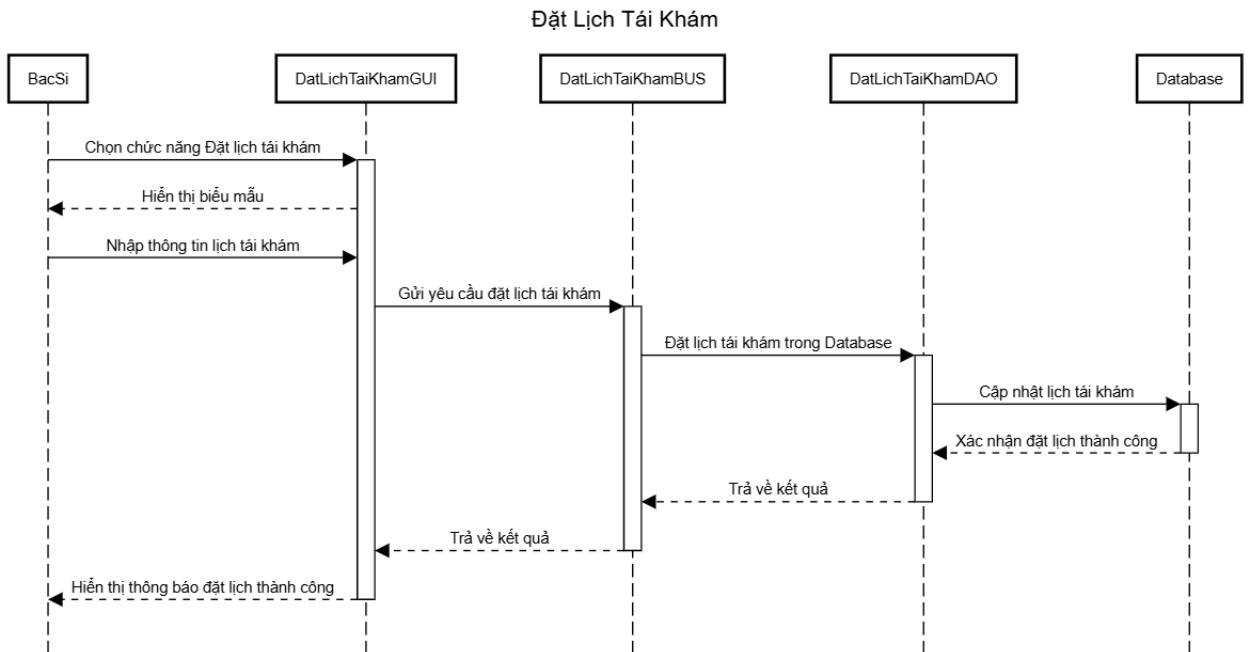 Đặt Lịch Tái Khám
BacSi
DatLichTaiKhamGUI
DatLichTaiKhamBUS
DatLichTaiKhamDAO
Database
Chọn chức năng Đặt lịch tái khám
Hiển thị biểu mẫu
Nhập thông tin lịch tái khám
Gửi yêu cầu đặt lịch tái khám
Đặt lịch tái khám trong Database
Cập nhật lịch tái khám
Xác nhận đặt lịch thành công
Trả về kết quả
Trả về kết quả
Hiển thị thông báo đặt lịch thành công